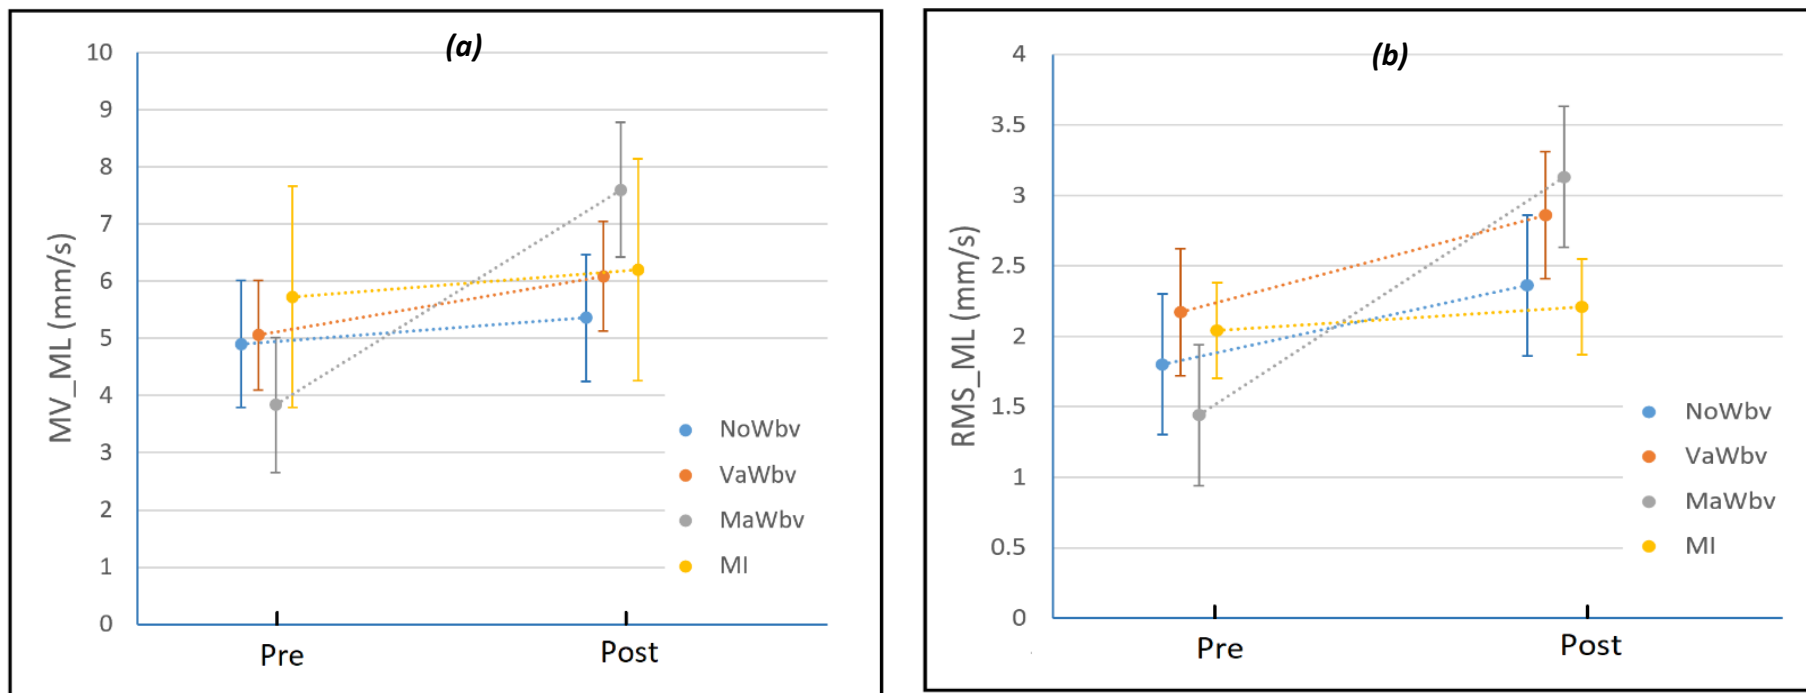 (a)
10
9
8
7
6
5
4
3
2
1
0
MV_ML (mm/s)
NoWbv
VaWbv
MaWbv
MI
Pre
Post
(b)
4
3.5
3
2.5
2
1.5
1
0.5
0
RMS_ML (mm/s)
NoWbv
VaWbv
MaWbv
MI
Pre
Post